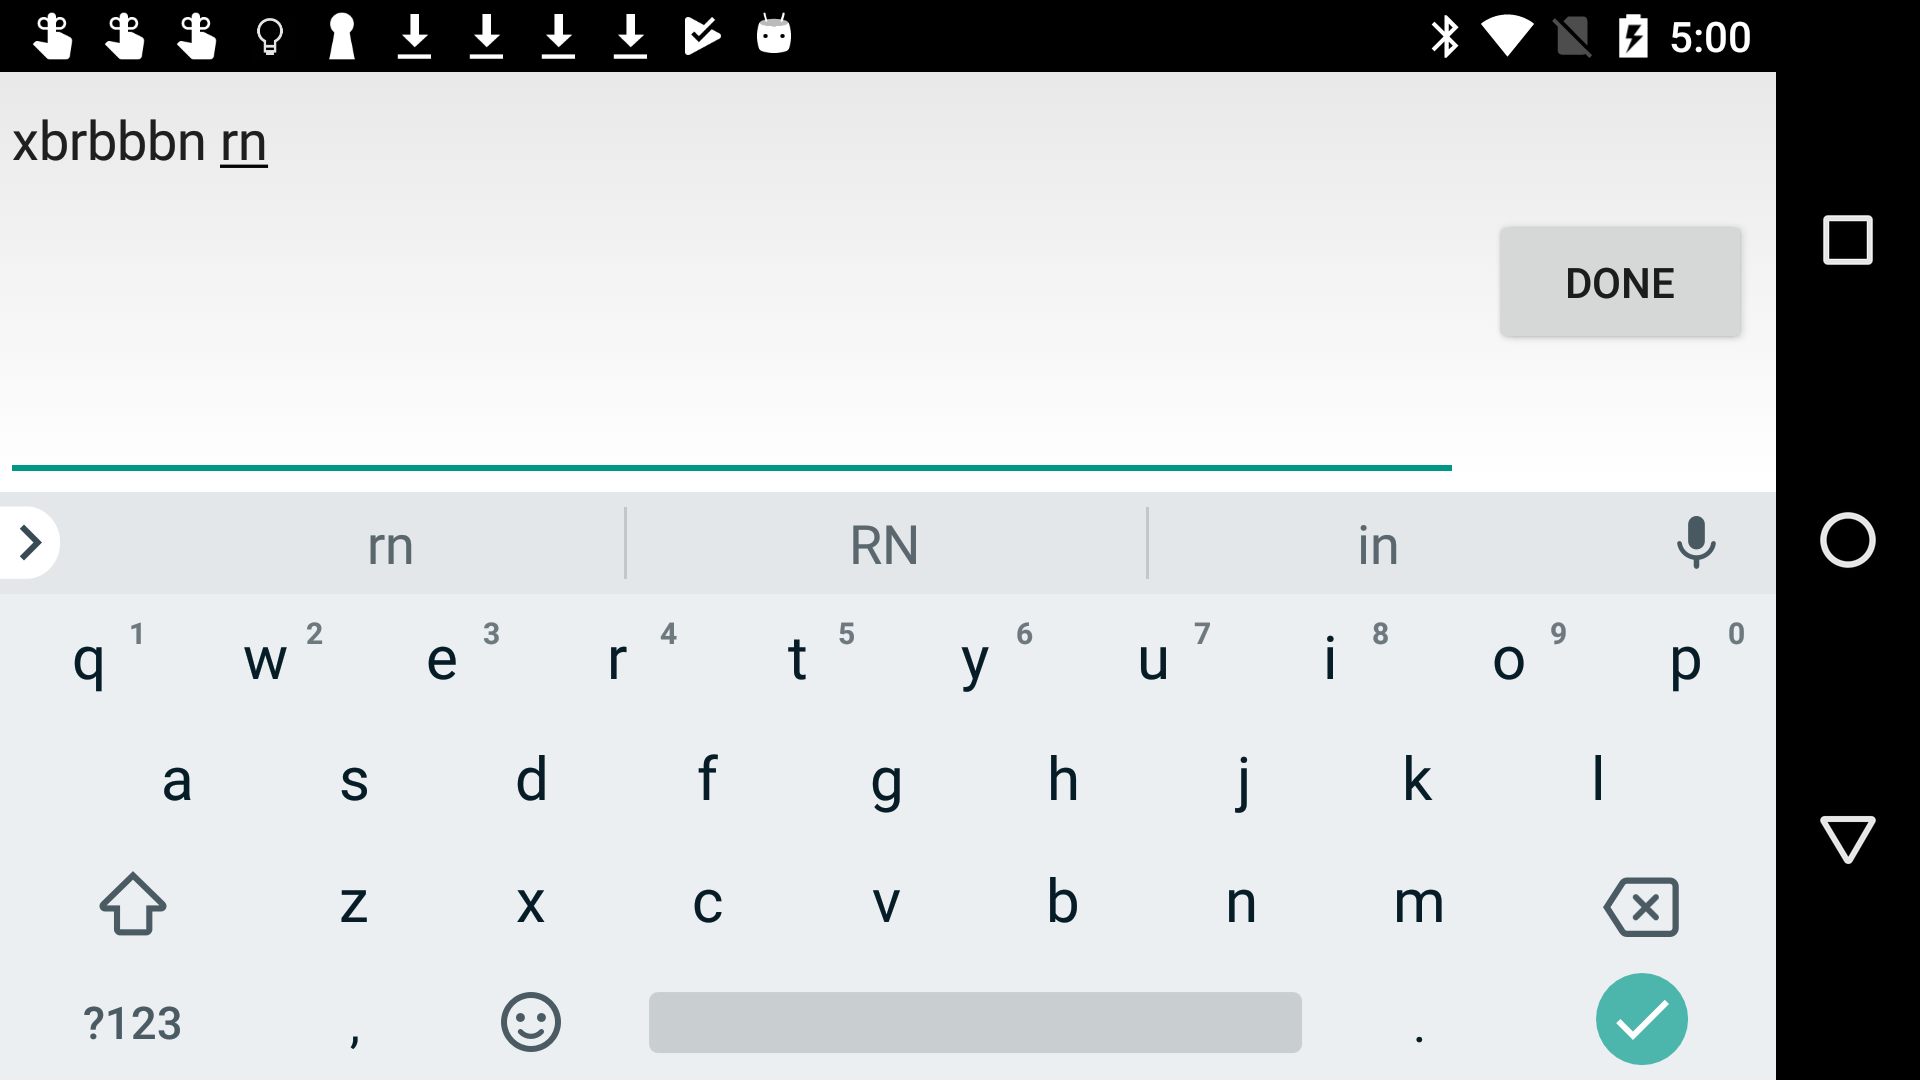 5:00
xbrbbbn rn
DONE
rn RN in
q 1 w 2 e 3 r 4 t 5 y 6 u 7 i 8 o 9 p 0
a s d f g h j k l
z x c v b n m
?123 , .